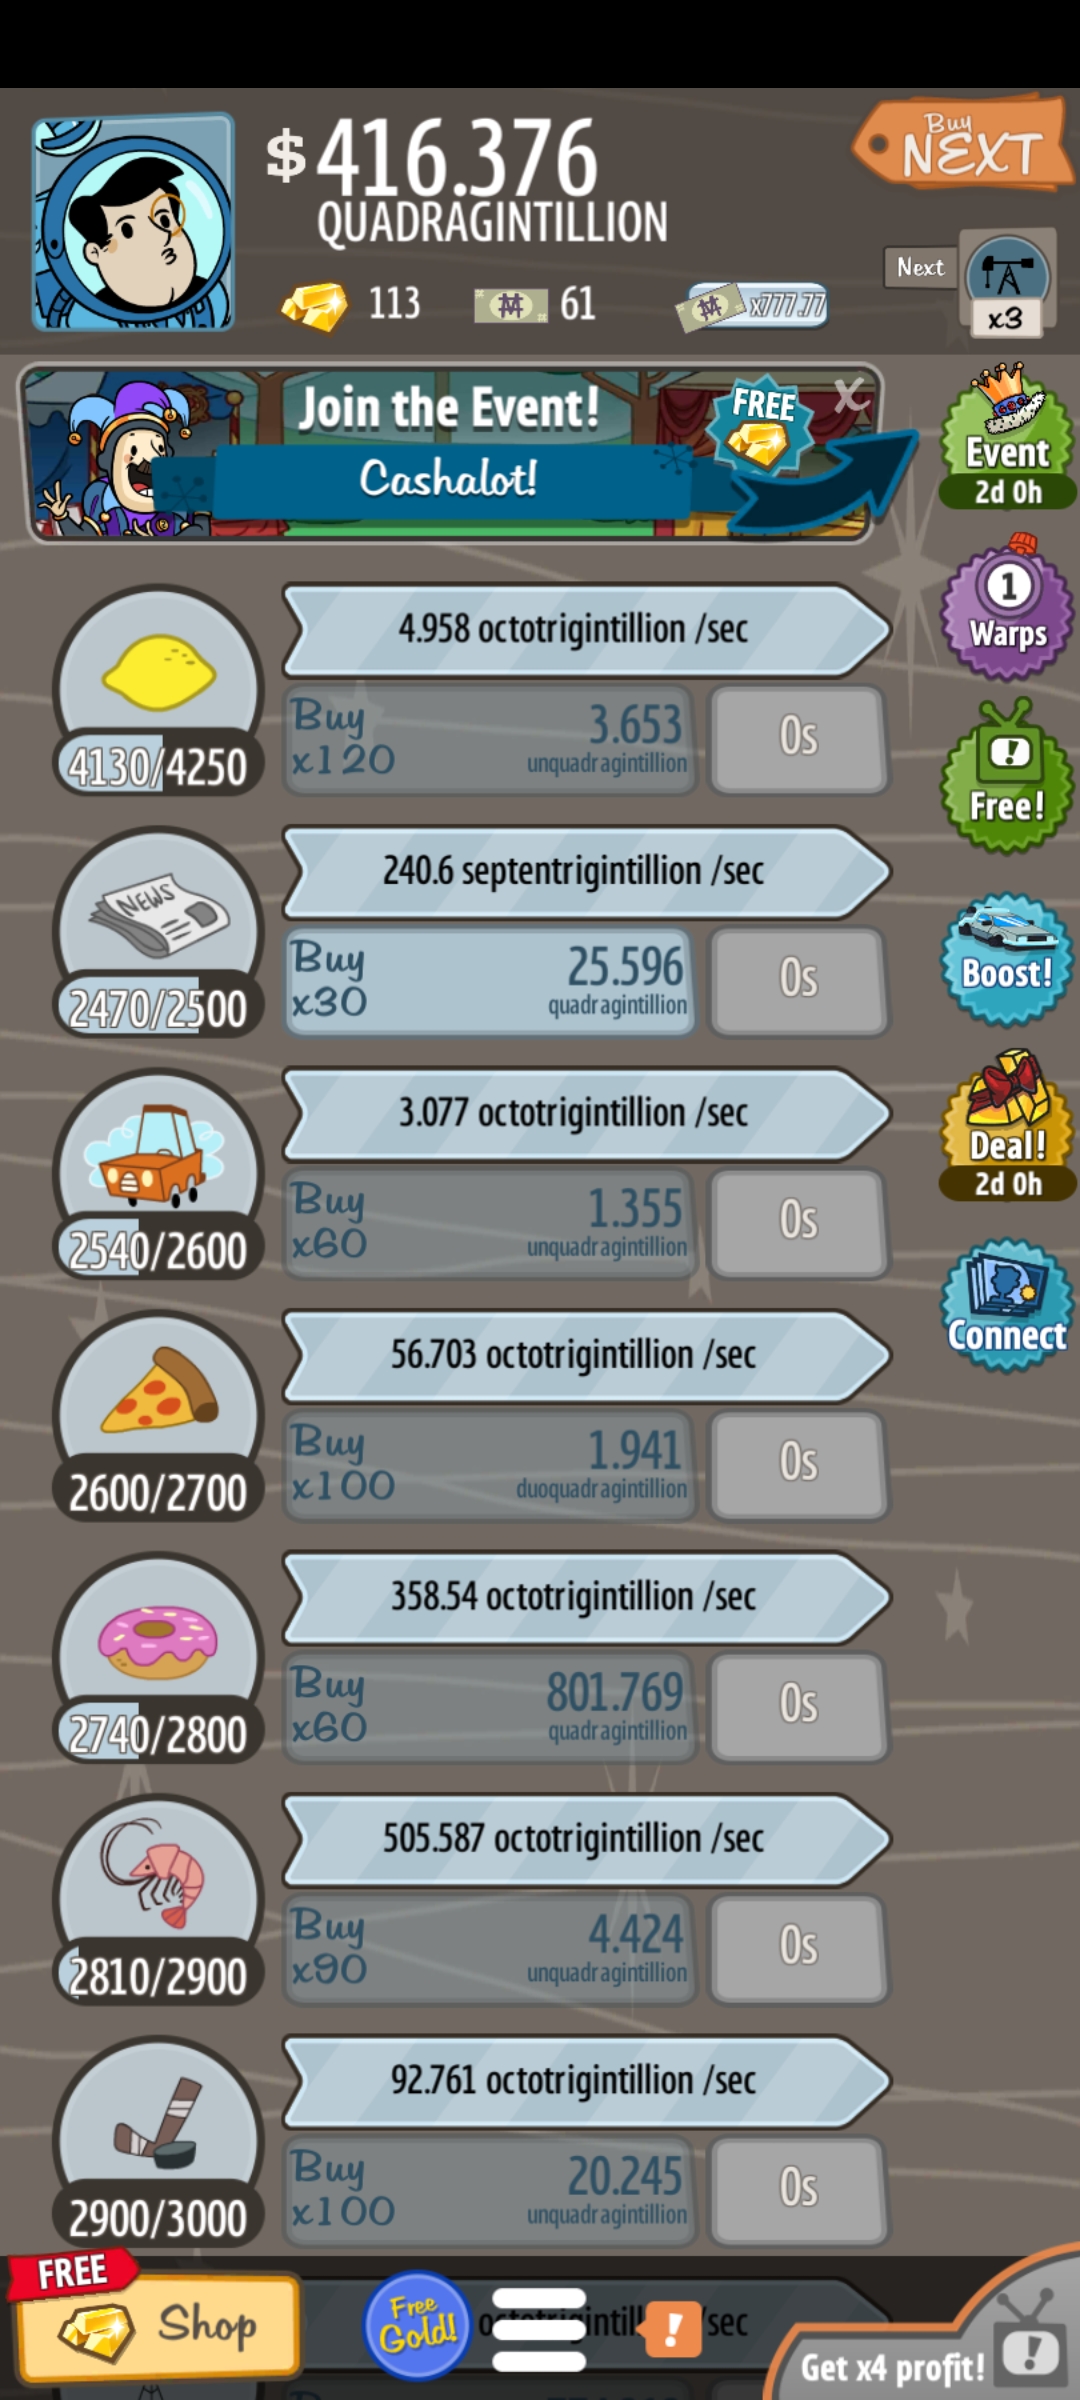 $416.376
QUADRAGINTILLION
Buy
NEXT
113
61
x777.77
Next
x3
Join the Event!
Cashalot!
FREE
X
Event
2d 0h
4.958 octotrigintillion /sec
Buy
x120
3.653
unquadragintillion
0s
4130/4250
1
Warps
Free!
240.6 septentrigintillion /sec
NEWS
Buy
x30
25.596
quadragintillion
0s
2470/2500
Boost!
3.077 octotrigintillion /sec
Buy
x60
1.355
unquadragintillion
0s
2540/2600
Deal!
2d 0h
Connect
56.703 octotrigintillion /sec
Buy
x100
1.941
duoquadragintillion
0s
2600/2700
358.54 octotrigintillion /sec
Buy
x60
801.769
quadragintillion
0s
2740/2800
505.587 octotrigintillion /sec
Buy
x90
4.424
unquadragintillion
0s
2810/2900
92.761 octotrigintillion /sec
Buy
x100
20.245
unquadragintillion
0s
2900/3000
FREE
Shop
Free
Gold!
!
/sec
Get x4 profit!
!